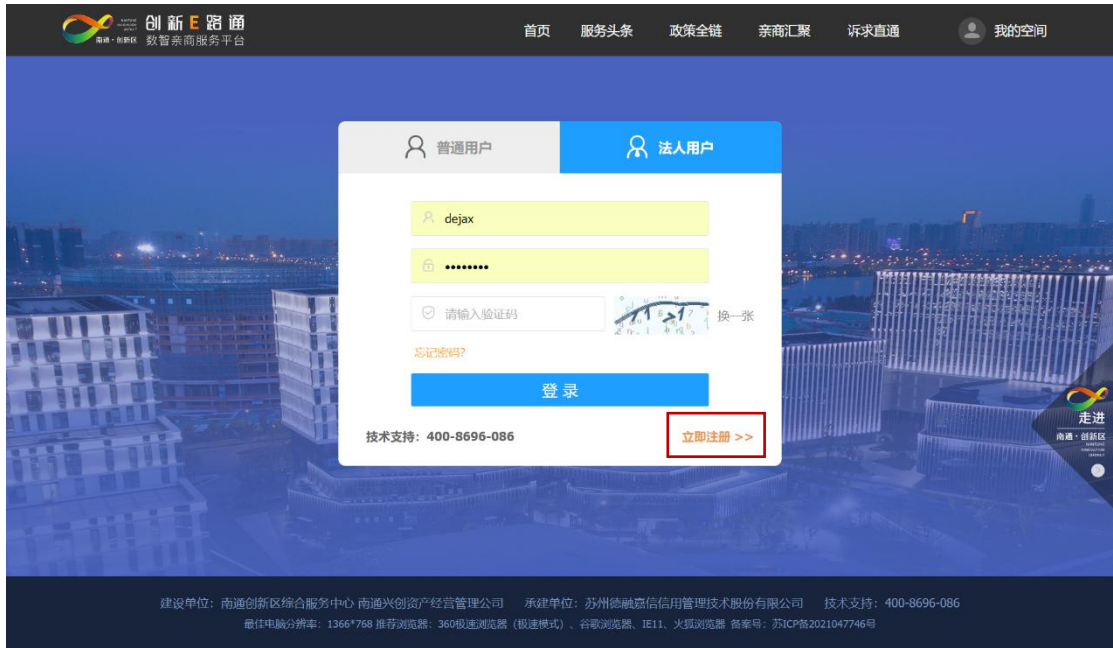 创新E路通
南通·创新区 数智亲商服务平台
首页 服务头条 政策全链 亲商汇聚 诉求直通 我的空间
普通用户 法人用户
dejax
••••••••
请输入验证码 换一张
忘记密码?
登 录
技术支持：400-8696-086 立即注册 >>
走进
南通·创新区
建设单位：南通创新区综合服务中心 南通兴创资产经营管理公司 承建单位：苏州德融嘉信信用管理技术股份有限公司 技术支持：400-8696-086
最佳电脑分辨率：1366*768 推荐浏览器：360极速浏览器（极速模式）、谷歌浏览器、IE11、火狐浏览器 备案号：苏ICP备2021047746号